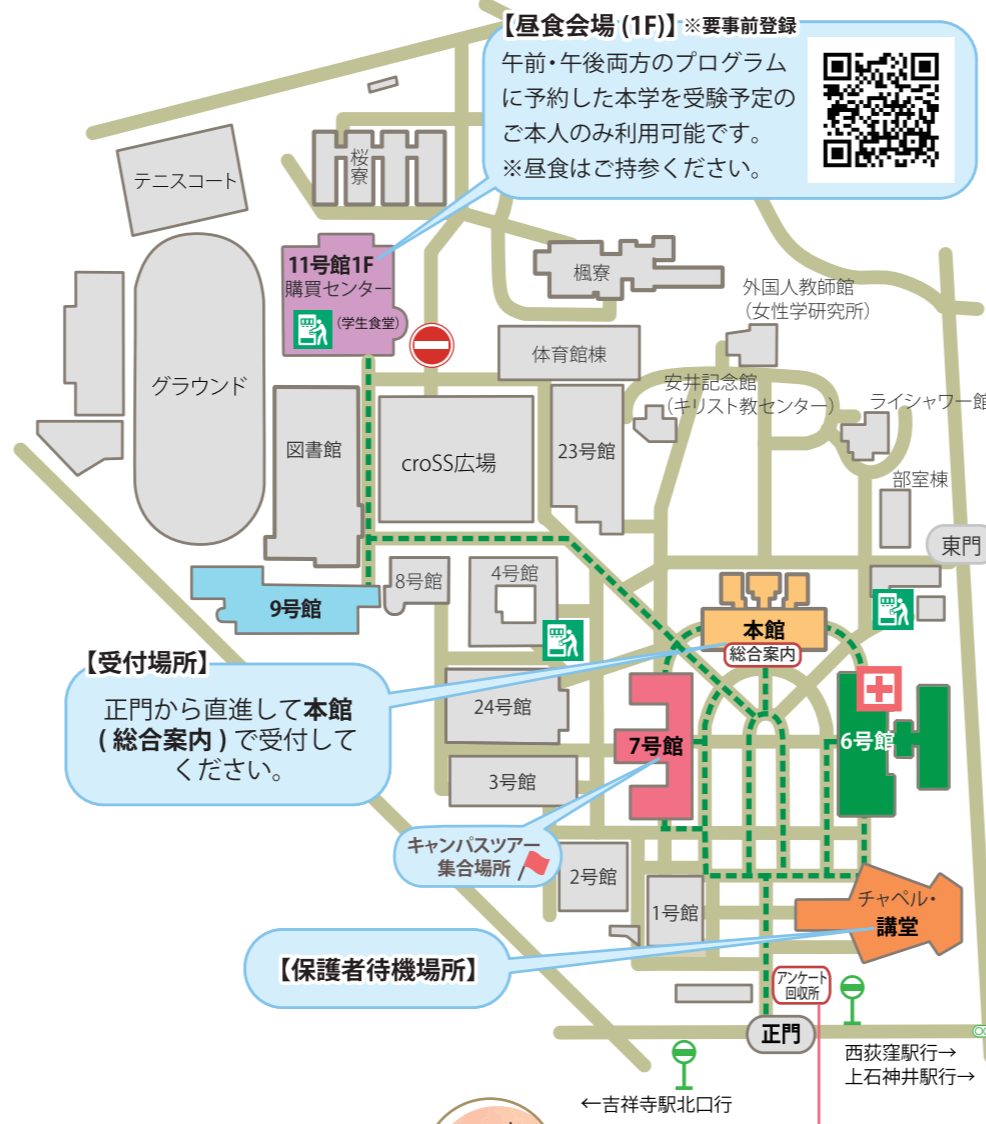 【昼食会場 (1F)】 ※要事前登録
午前・午後両方のプログラム
に予約した本学を受験予定の
ご本人のみ利用可能です。
※昼食はご持参ください。
テニスコート
桜寮
11号館1F
購買センター
(学生食堂)
楓寮
外国人教師館
(女性学研究所)
グラウンド
体育館棟
安井記念館
(キリスト教センター)
ライシャワー館
図書館
croSS広場
23号館
部室棟
東門
9号館
8号館
4号館
本館
総合案内
【受付場所】
正門から直進して本館
( 総合案内 ) で受付して
ください。
24号館
7号館
6号館
3号館
キャンパスツアー
集合場所
2号館
1号館
チャペル・
講堂
【保護者待機場所】
アンケート
回収所
正門
西荻窪駅行→
上石神井駅行→
←吉祥寺駅北口行